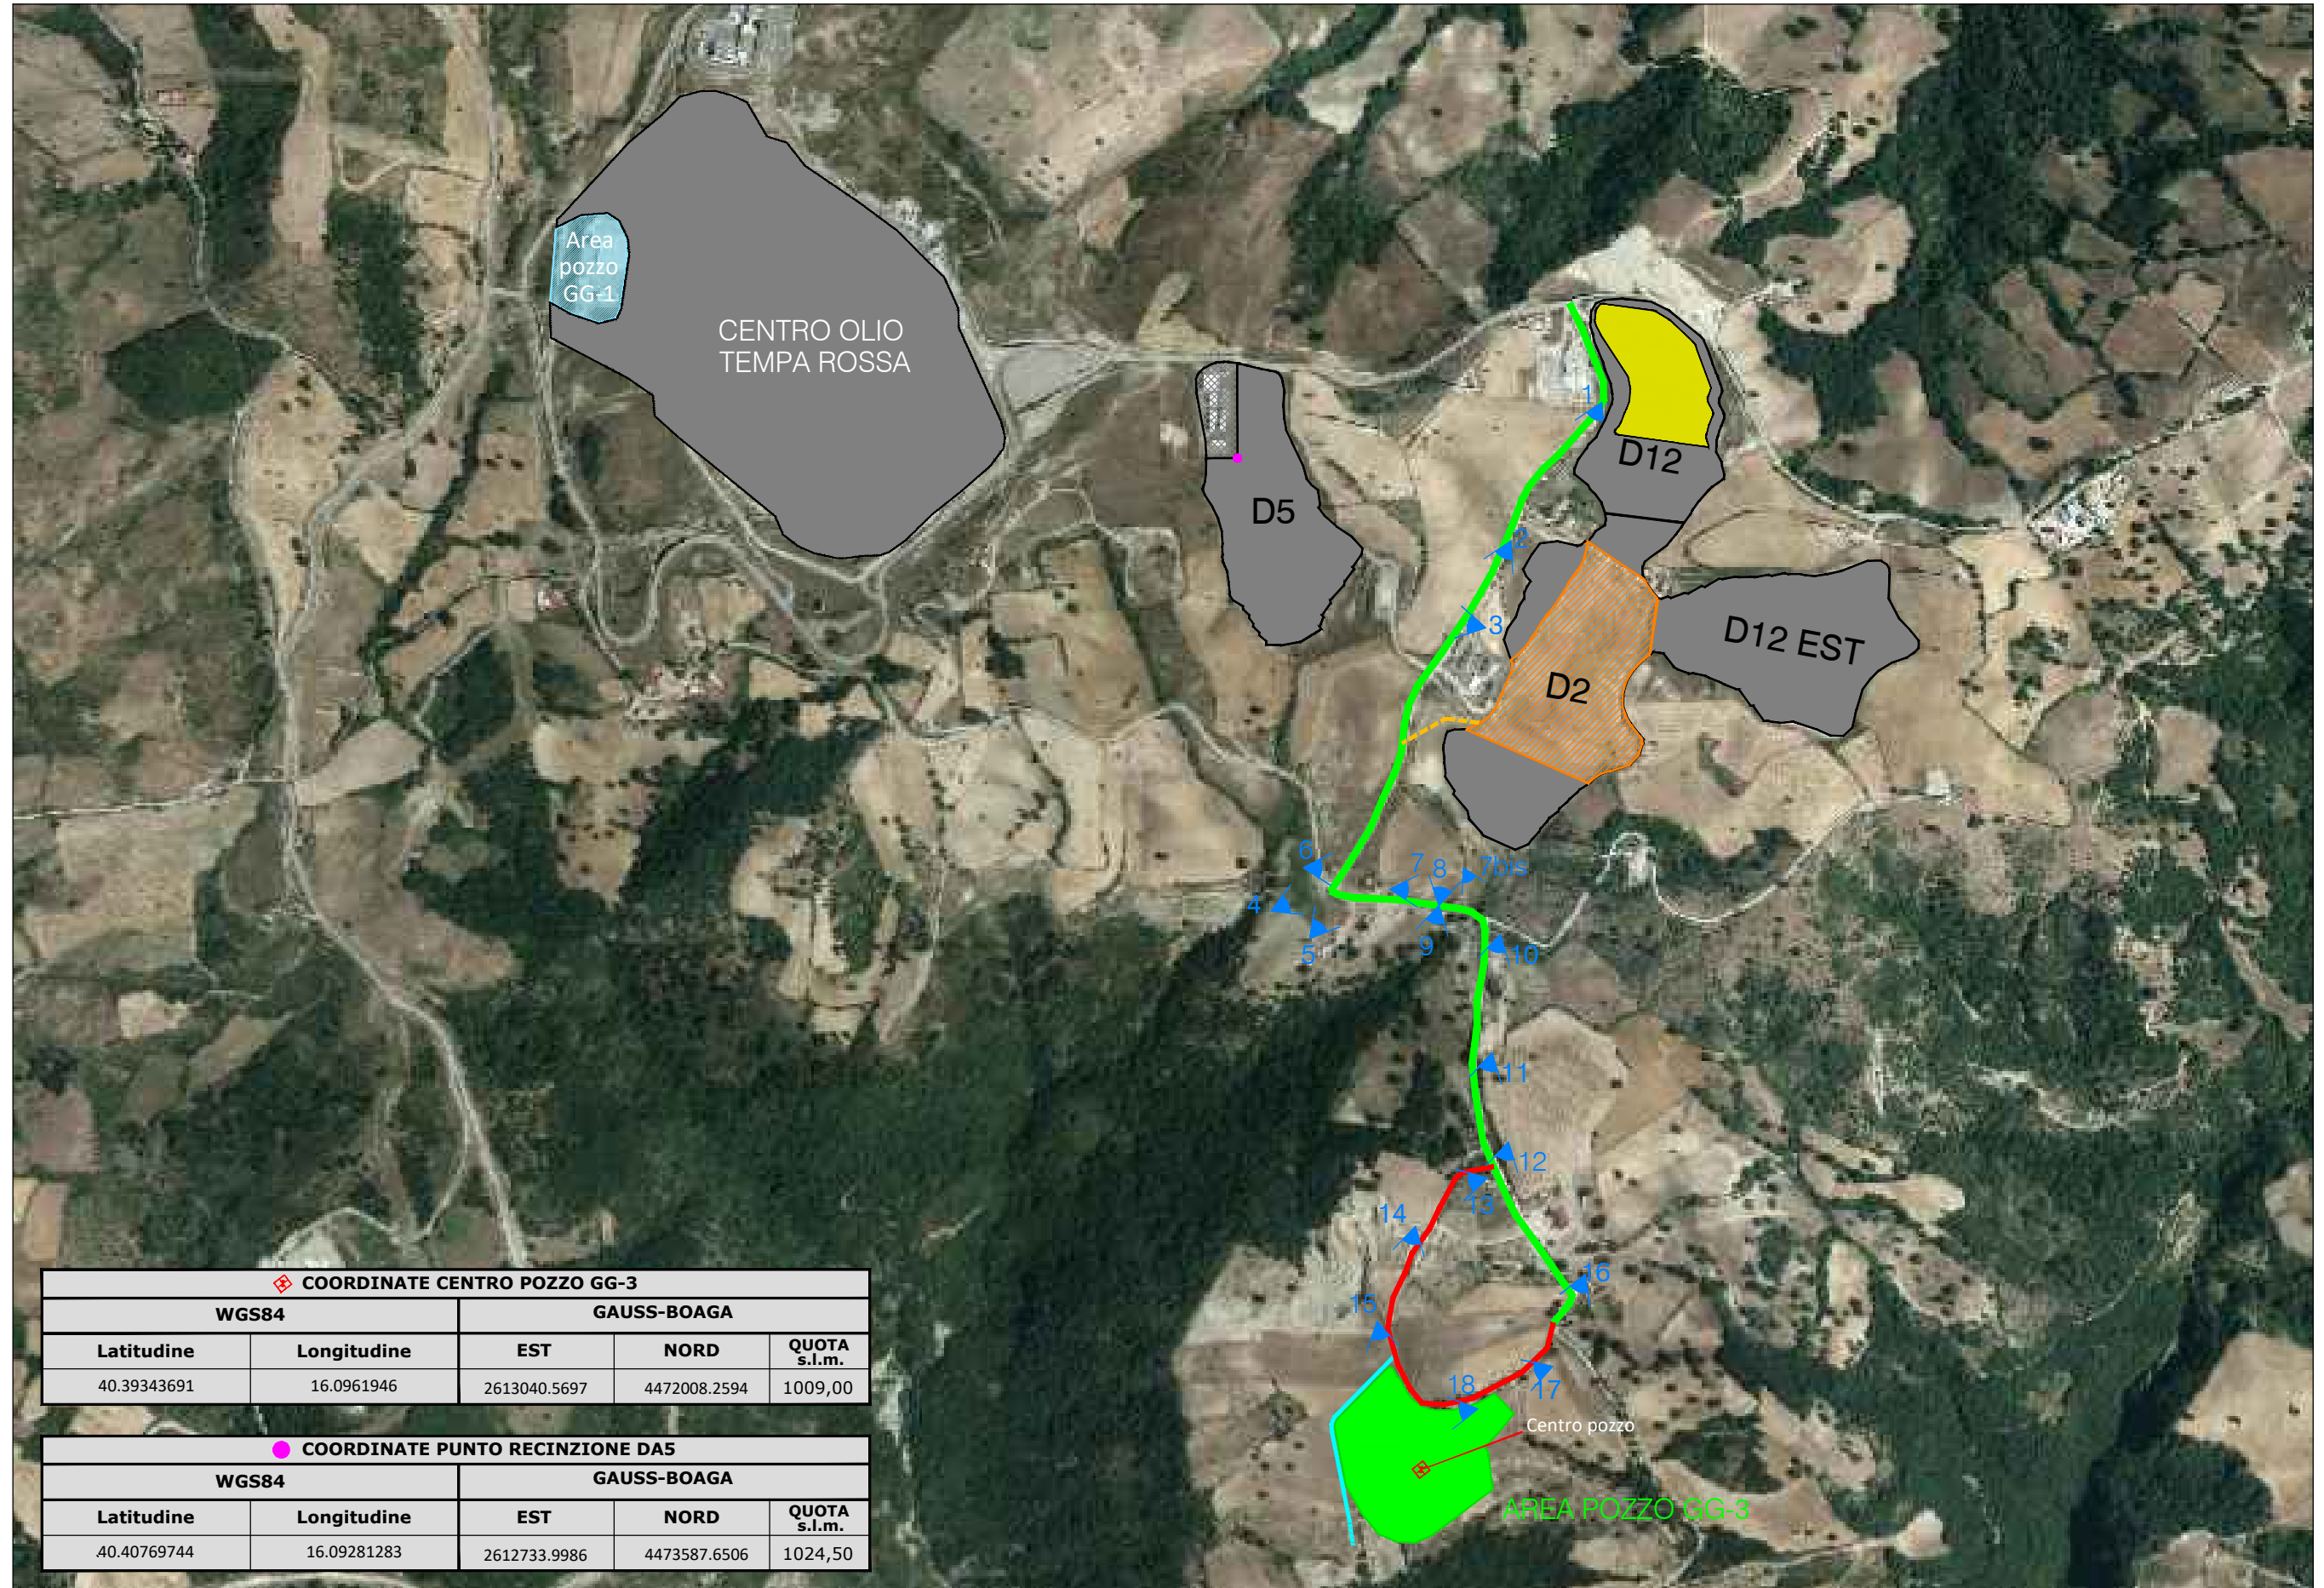 Area
pozzo
GG-1
CENTRO OLIO
TEMPA ROSSA
1
D12
D5
2
3
D12 EST
D2
6
7
8
7bis
4
5
9
10
11
12
13
14
16
15
17
18
Centro pozzo
AREA POZZO GG-3
COORDINATE CENTRO POZZO GG-3
WGS84 GAUSS-BOAGA
Latitudine Longitudine EST NORD QUOTA s.l.m.
40.39343691 16.0961946 2613040.5697 4472008.2594 1009,00
COORDINATE PUNTO RECINZIONE DA5
WGS84 GAUSS-BOAGA
Latitudine Longitudine EST NORD QUOTA s.l.m.
40.40769744 16.09281283 2612733.9986 4473587.6506 1024,50